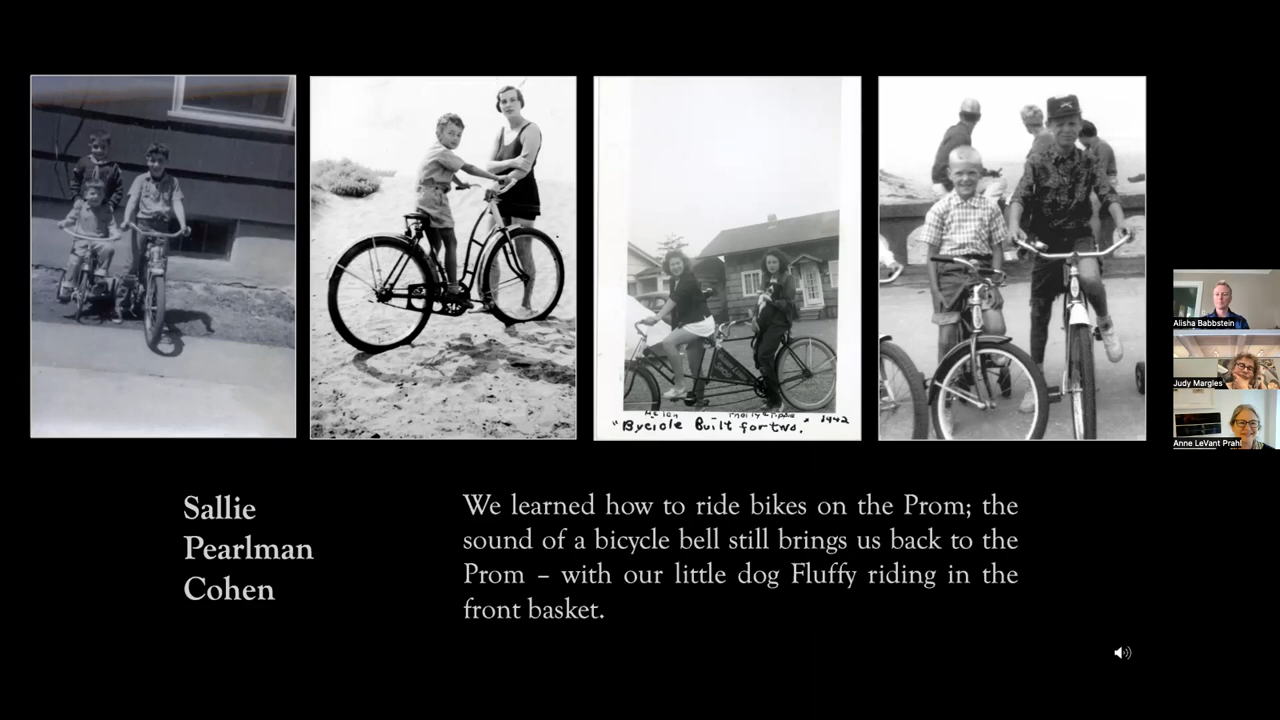 "Bycicle Built for two." 1942
Sallie
Pearlman
Cohen
We learned how to ride bikes on the Prom; the
sound of a bicycle bell still brings us back to the
Prom – with our little dog Fluffy riding in the
front basket.
Alisha Babbstein
Judy Margles
Anne LeVant Prahl